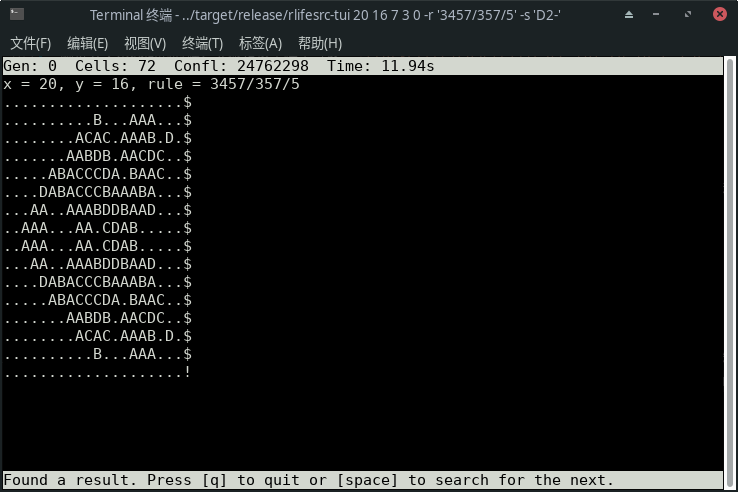 Terminal 终端 - ../target/release/rlifesrc-tui 20 16 7 3 0 -r '3457/357/5' -s 'D2-'
文件(F) 编辑(E) 视图(V) 终端(T) 标签(A) 帮助(H)
Gen: 0  Cells: 72  Confl: 24762298  Time: 11.94s
x = 20, y = 16, rule = 3457/357/5
....................$
..........B...AAA...$
........ACAC.AAAB.D.$
.......AABDB.AACDC..$
.....ABACCCDA.BAAC..$
....DABACCCBAAABA...$
...AA..AAABDDBAAD...$
..AAA...AA.CDAB.....$
..AAA...AA.CDAB.....$
...AA..AAABDDBAAD...$
....DABACCCBAAABA...$
.....ABACCCDA.BAAC..$
.......AABDB.AACDC..$
........ACAC.AAAB.D.$
..........B...AAA...$
....................!
Found a result. Press [q] to quit or [space] to search for the next.